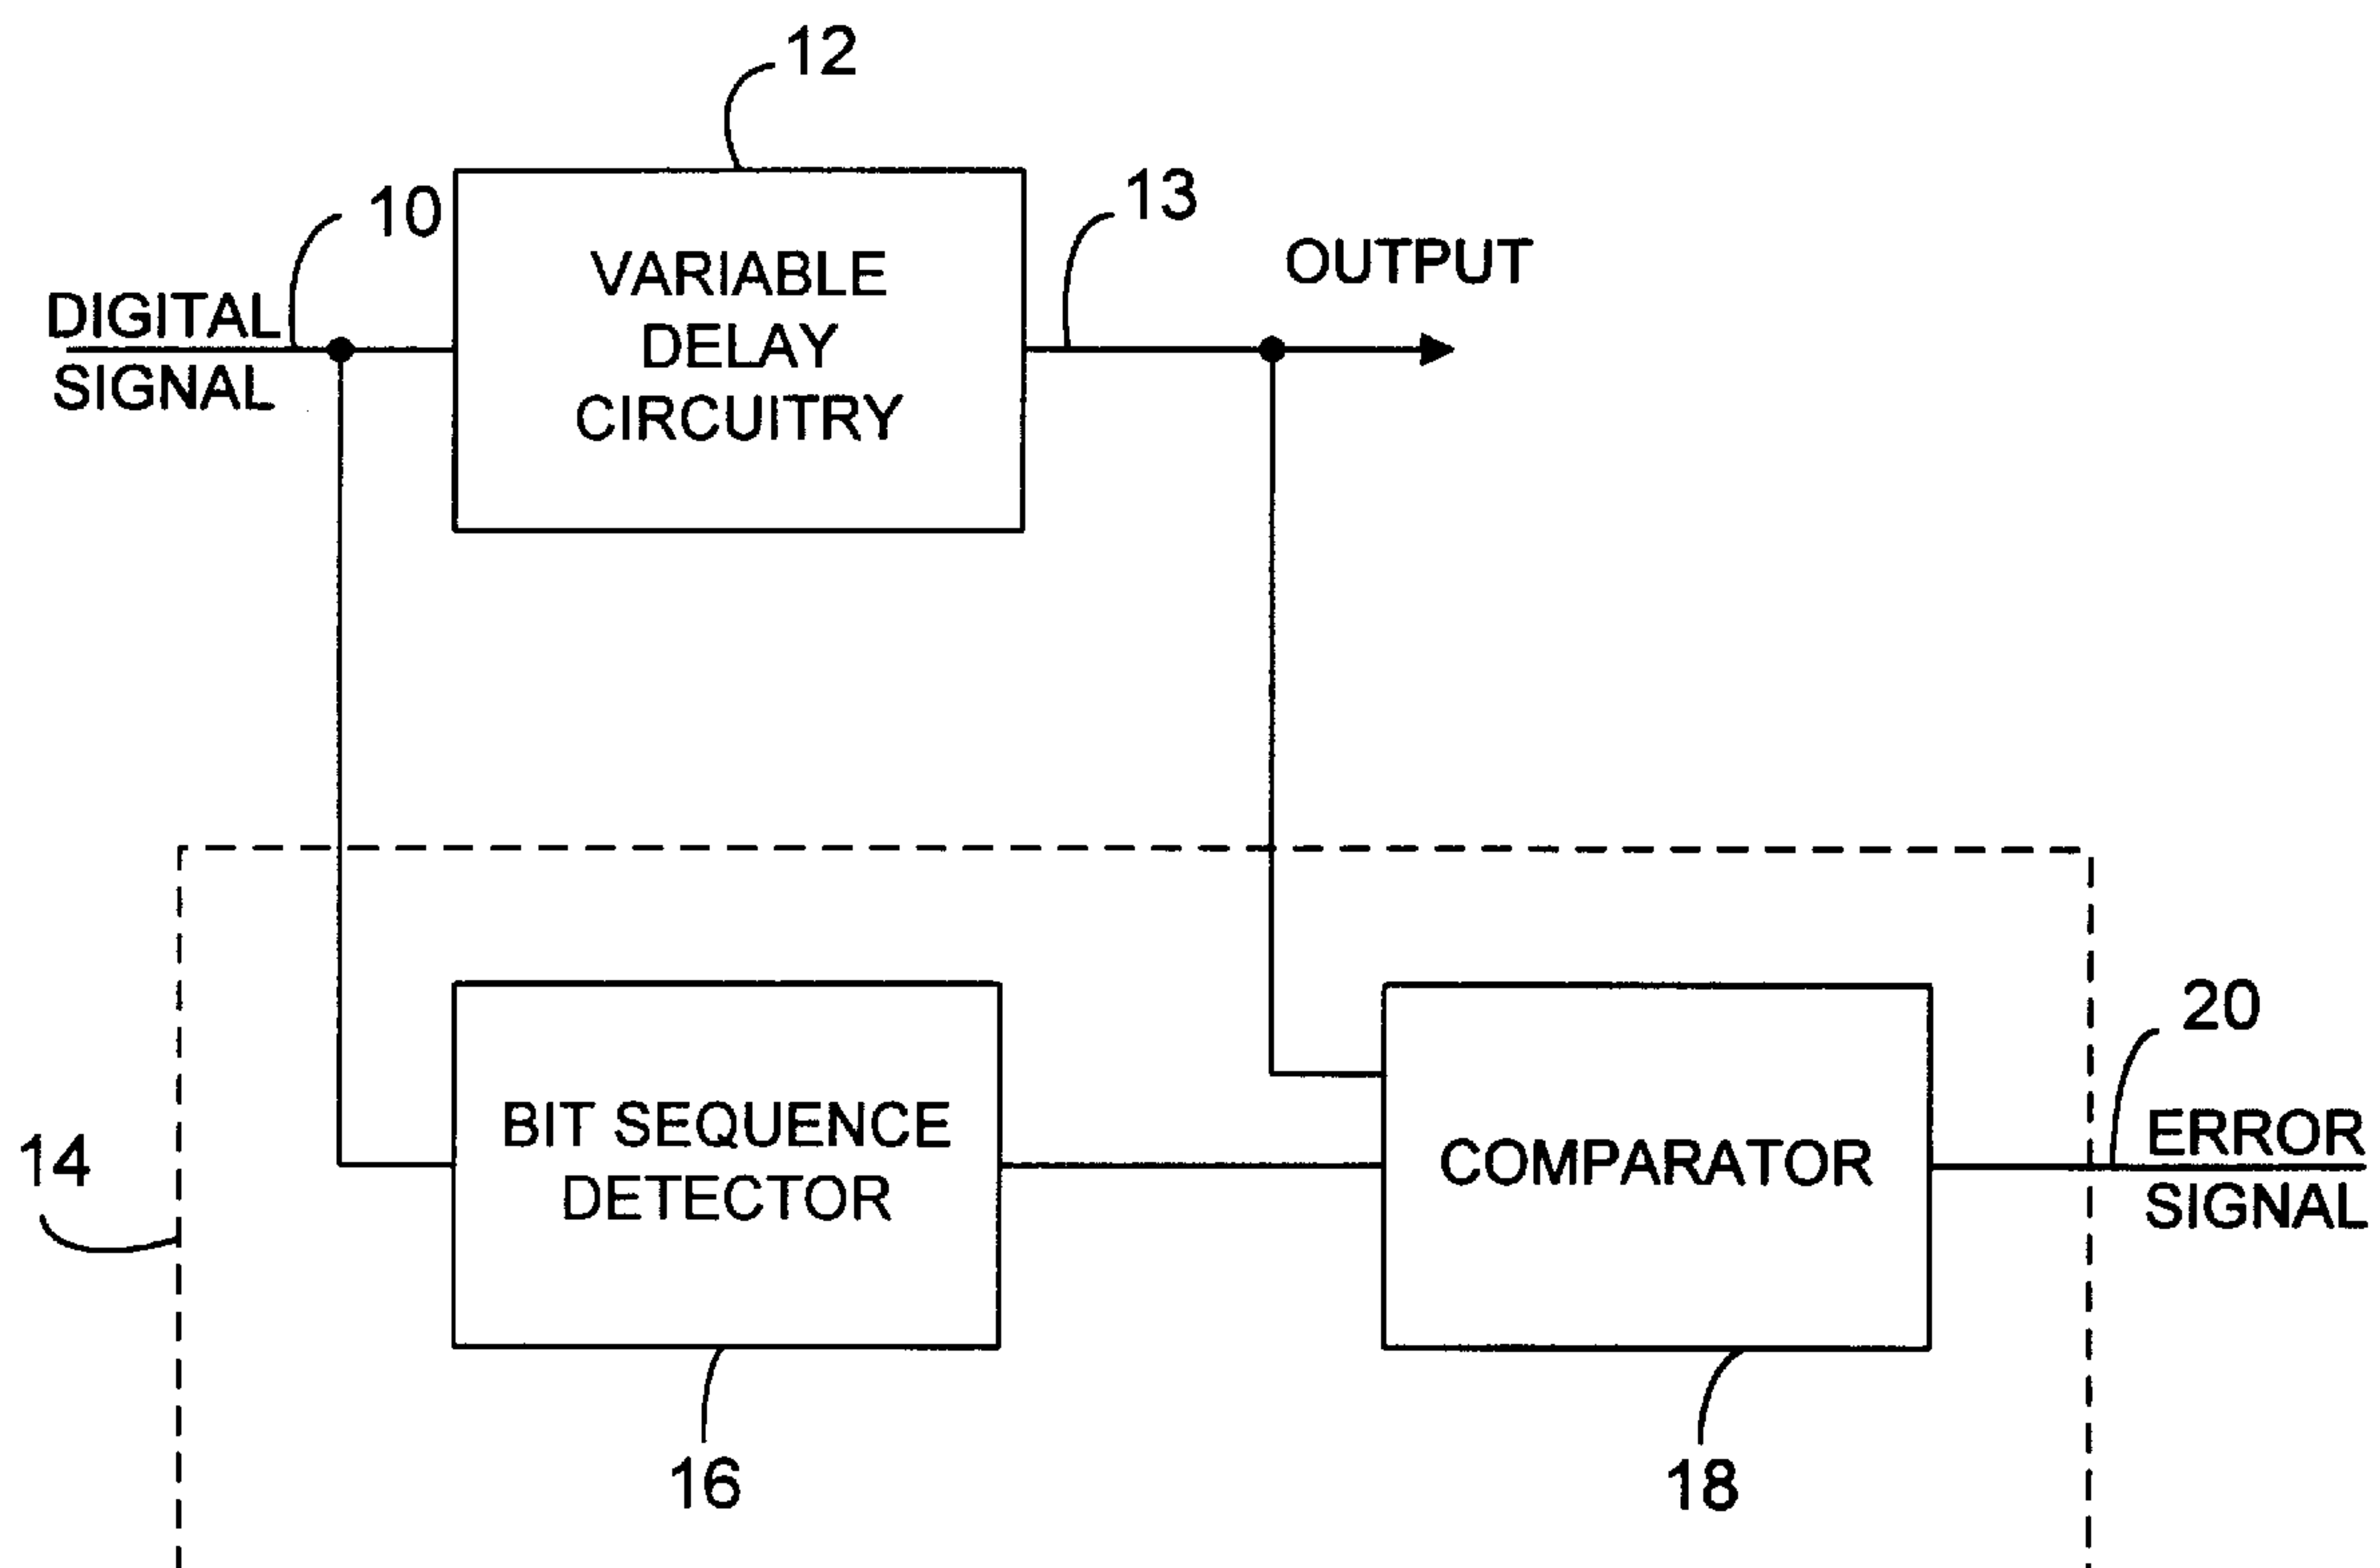 12
10
13
VARIABLE
DELAY
CIRCUITRY
OUTPUT
DIGITAL
SIGNAL
14
BIT SEQUENCE
DETECTOR
COMPARATOR
20
ERROR
SIGNAL
16
18